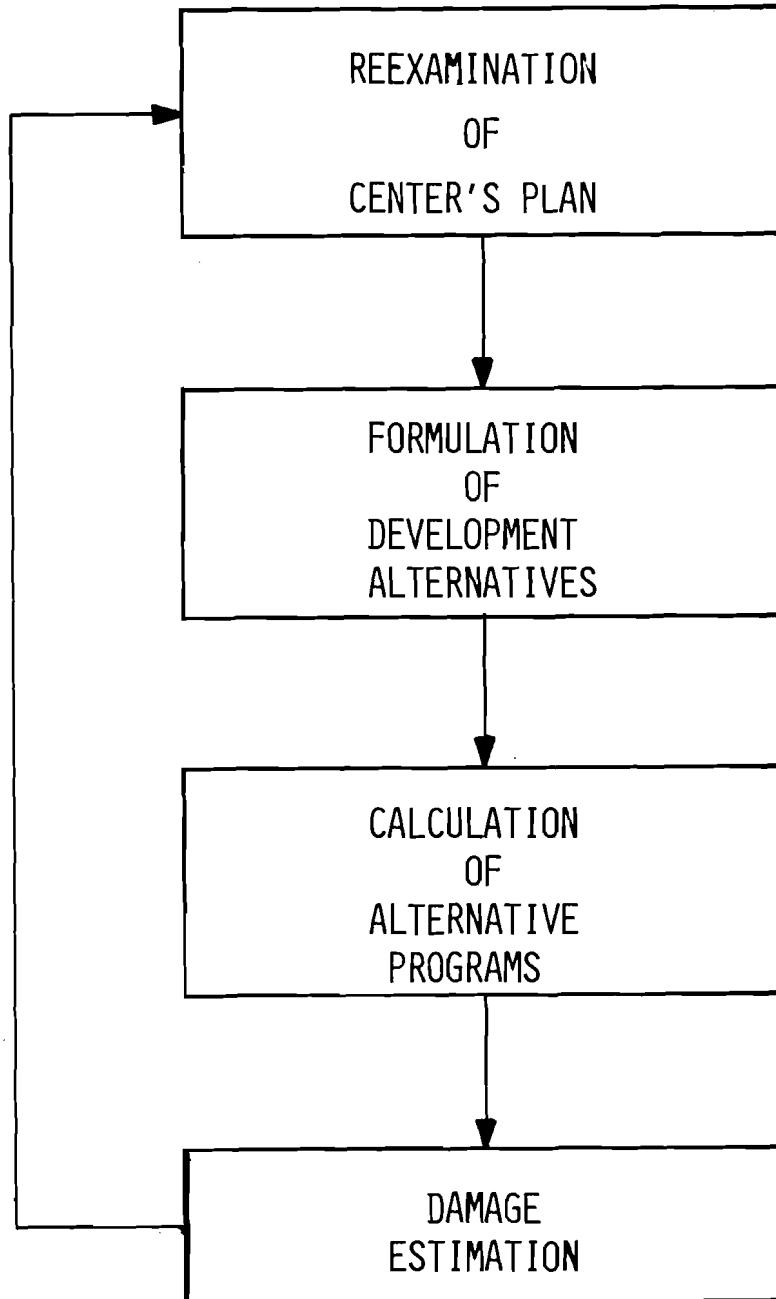 REEXAMINATION
OF
CENTER'S PLAN
FORMULATION
OF
DEVELOPMENT
ALTERNATIVES
CALCULATION
OF
ALTERNATIVE
PROGRAMS
DAMAGE
ESTIMATION